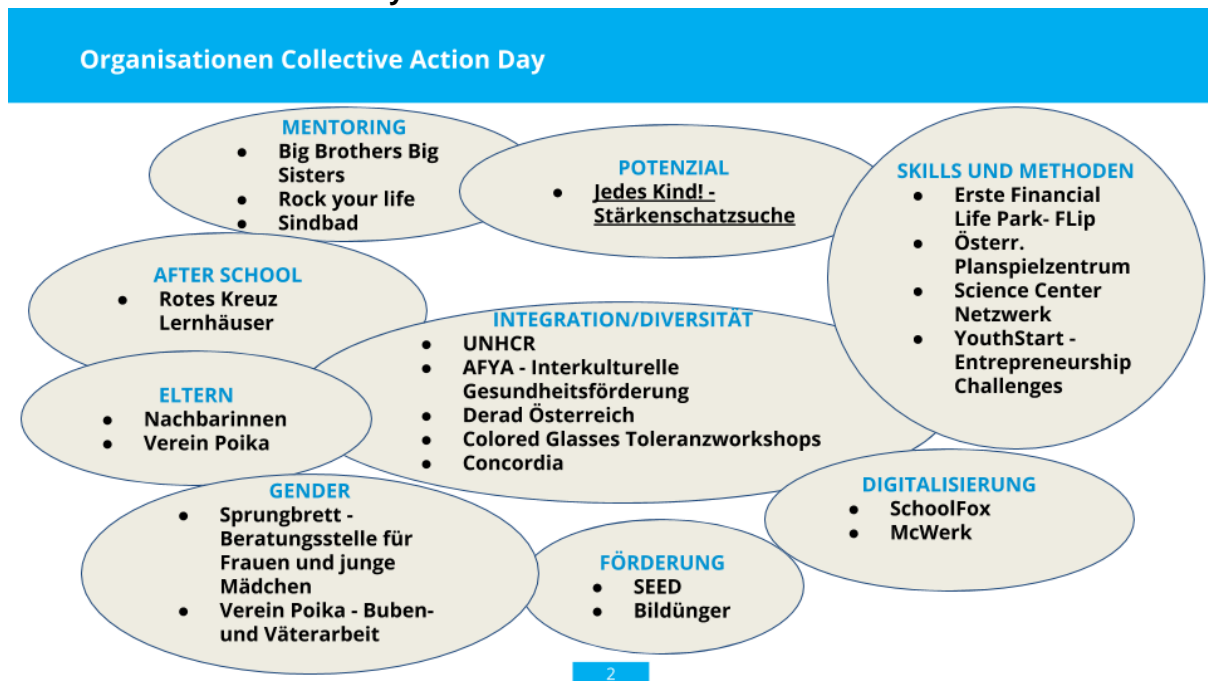 Organisationen Collective Action Day
MENTORING
● Big Brothers Big
Sisters
● Rock your life
● Sindbad
POTENZIAL
● Jedes Kind! -
Stärkenschatzsuche
SKILLS UND METHODEN
● Erste Financial
Life Park- FLip
● Österr.
Planspielzentrum
● Science Center
Netzwerk
● YouthStart -
Entrepreneurship
Challenges
AFTER SCHOOL
● Rotes Kreuz
Lernhäuser
INTEGRATION/DIVERSITÄT
● UNHCR
● AFYA - Interkulturelle
Gesundheitsförderung
● Derad Österreich
● Colored Glasses Toleranzworkshops
● Concordia
ELTERN
● Nachbarinnen
● Verein Poika
GENDER
● Sprungbrett -
Beratungsstelle für
Frauen und junge
Mädchen
● Verein Poika - Buben-
und Väterarbeit
FÖRDERUNG
● SEED
● Bildünger
DIGITALISIERUNG
● SchoolFox
● McWerk
2